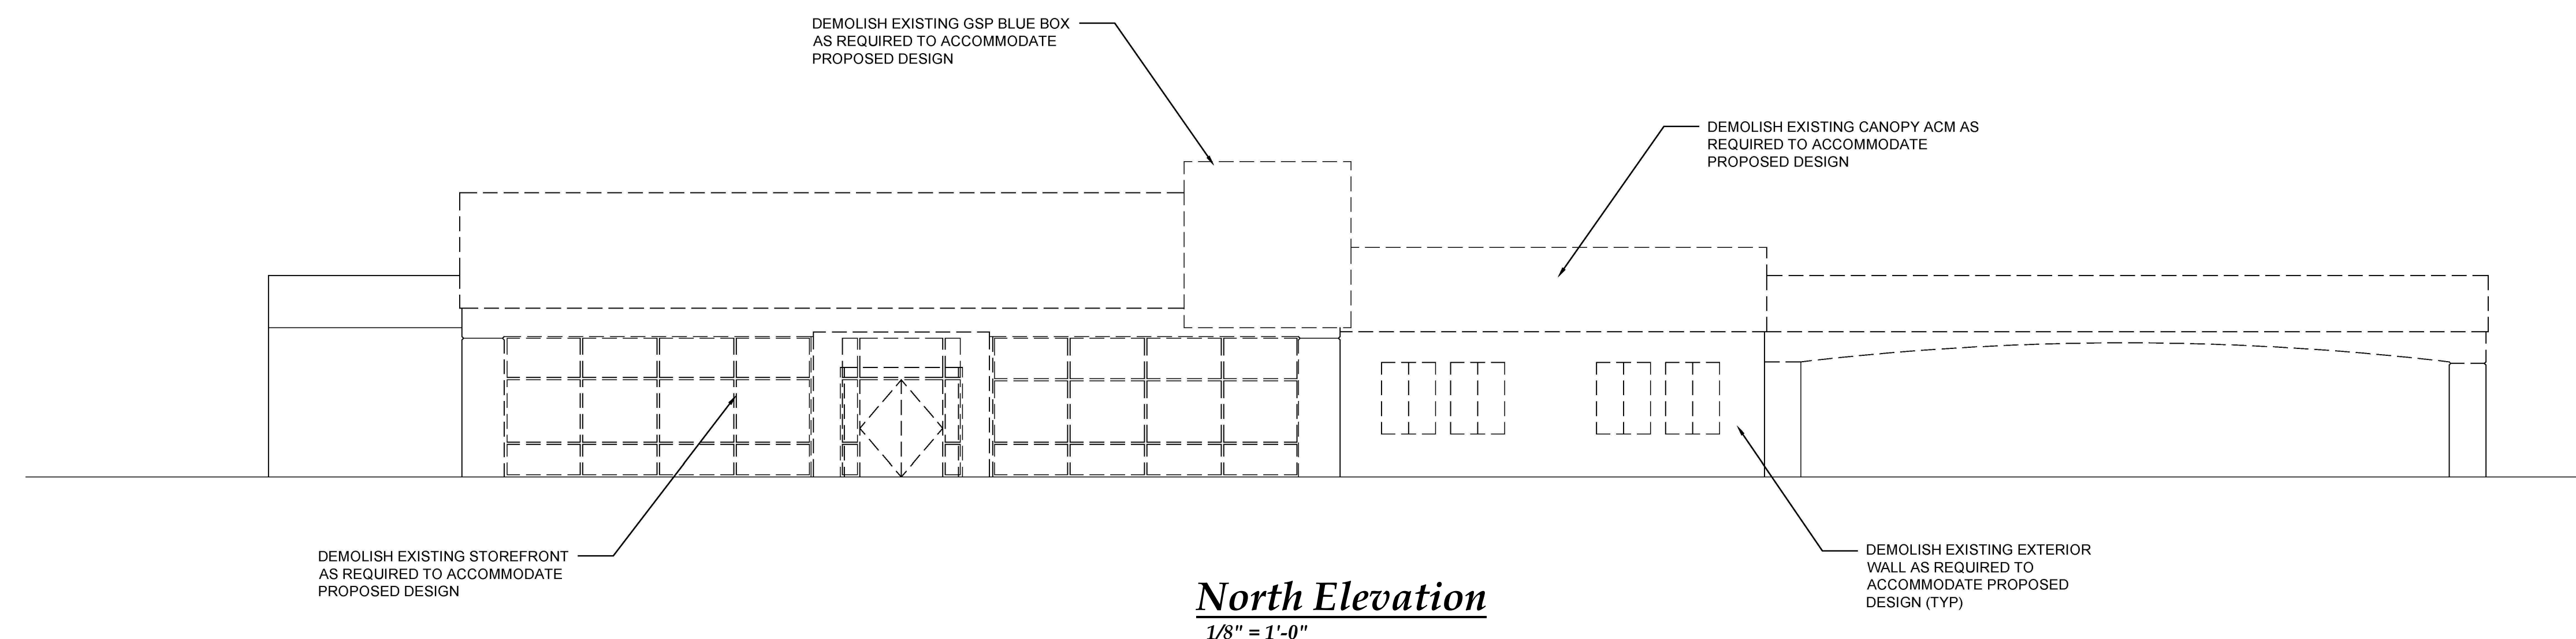 DEMOLISH EXISTING GSP BLUE BOX
AS REQUIRED TO ACCOMMODATE
PROPOSED DESIGN
DEMOLISH EXISTING CANOPY ACM AS
REQUIRED TO ACCOMMODATE
PROPOSED DESIGN
DEMOLISH EXISTING STOREFRONT
AS REQUIRED TO ACCOMMODATE
PROPOSED DESIGN
DEMOLISH EXISTING EXTERIOR
WALL AS REQUIRED TO
ACCOMMODATE PROPOSED
DESIGN (TYP)
North Elevation
1/8" = 1'-0"